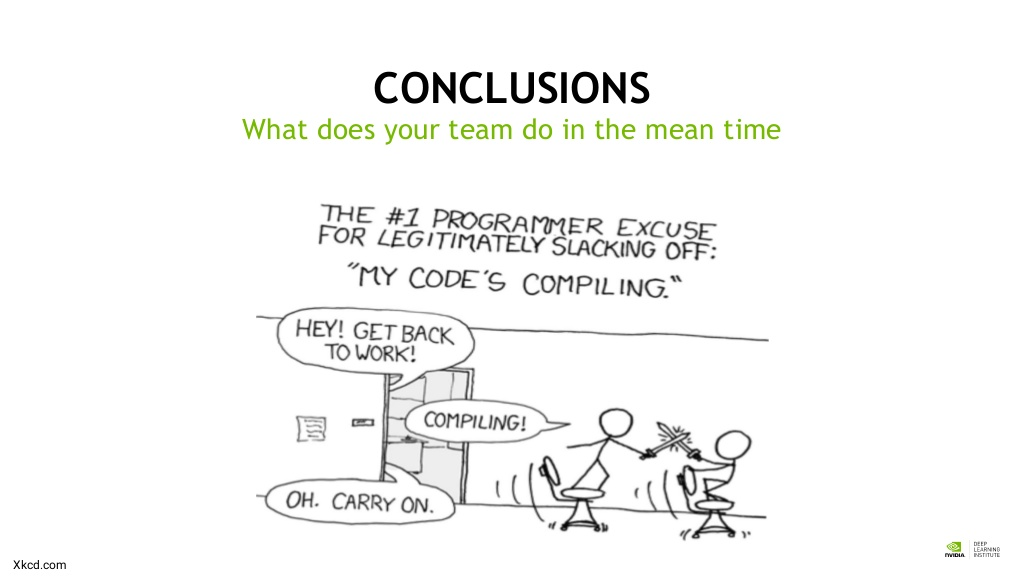 CONCLUSIONS
What does your team do in the mean time
THE #1 PROGRAMMER EXCUSE
FOR LEGITIMATELY SLACKING OFF:
"MY CODE'S COMPILING."
HEY! GET BACK
TO WORK!
COMPILING!
OH. CARRY ON.
Xkcd.com
NVIDIA
DEEP
LEARNING
INSTITUTE